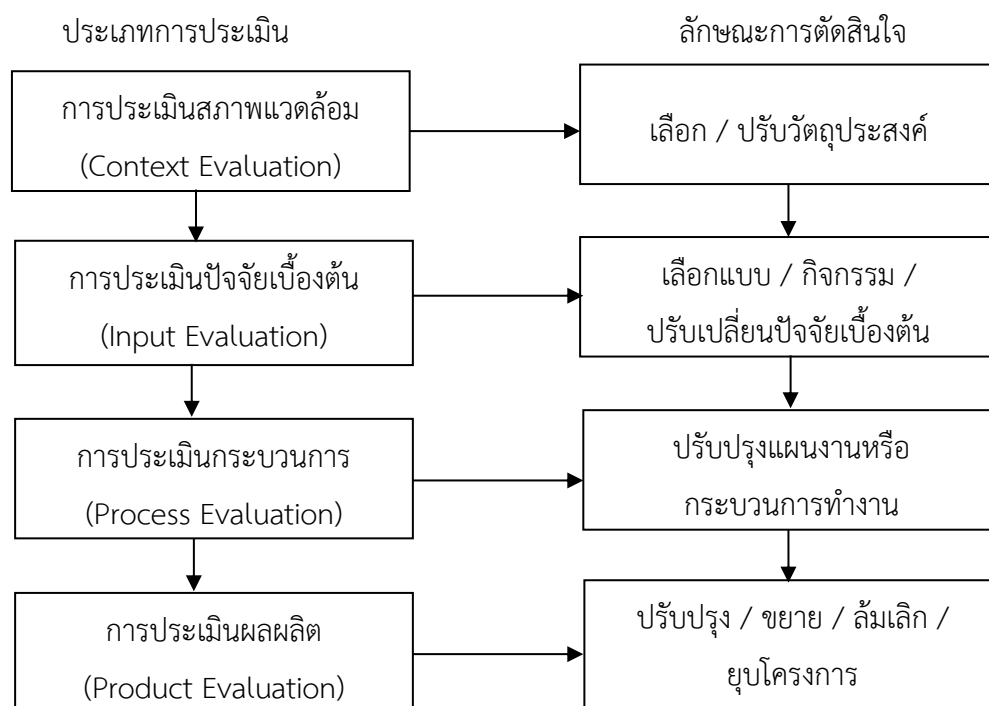 ประเภทการประเมิน
ลักษณะการตัดสินใจ
การประเมินสภาพแวดล้อม
(Context Evaluation)
เลือก / ปรับวัตถุประสงค์
การประเมินปัจจัยเบื้องต้น
(Input Evaluation)
เลือกแบบ / กิจกรรม /
ปรับเปลี่ยนปัจจัยเบื้องต้น
การประเมินกระบวนการ
(Process Evaluation)
ปรับปรุงแผนงานหรือ
กระบวนการทำงาน
การประเมินผลผลิต
(Product Evaluation)
ปรับปรุง / ขยาย / ล้มเลิก /
ยุบโครงการ